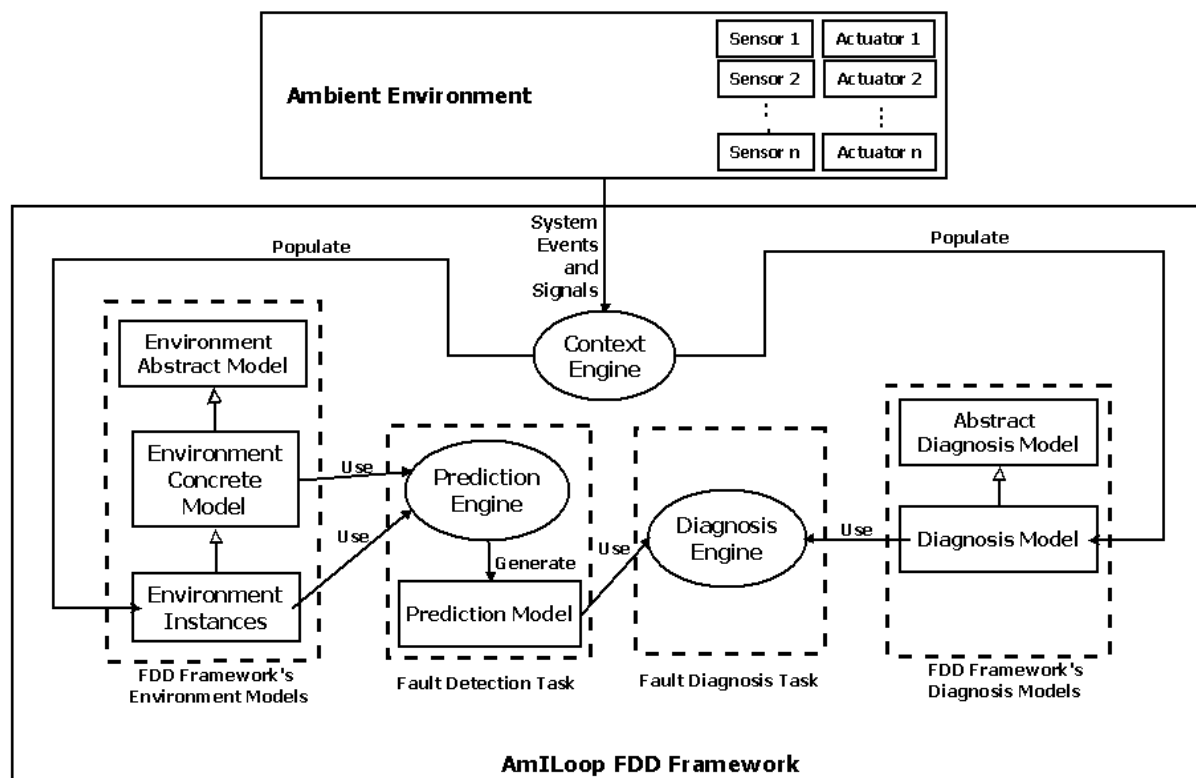 Sensor 1
Actuator 1
Sensor 2
Actuator 2
Ambient Environment
Sensor n
Actuator n
System
Events
and
Signals
Populate
Populate
Context
Engine
Environment
Abstract Model
Environment
Concrete
Model
Environment
Instances
Use
Use
Prediction
Engine
Generate
Prediction Model
Use
Diagnosis
Engine
Use
Abstract
Diagnosis Model
Diagnosis Model
FDD Framework's
Environment Models
Fault Detection Task
Fault Diagnosis Task
FDD Framework's
Diagnosis Models
AmILoop FDD Framework